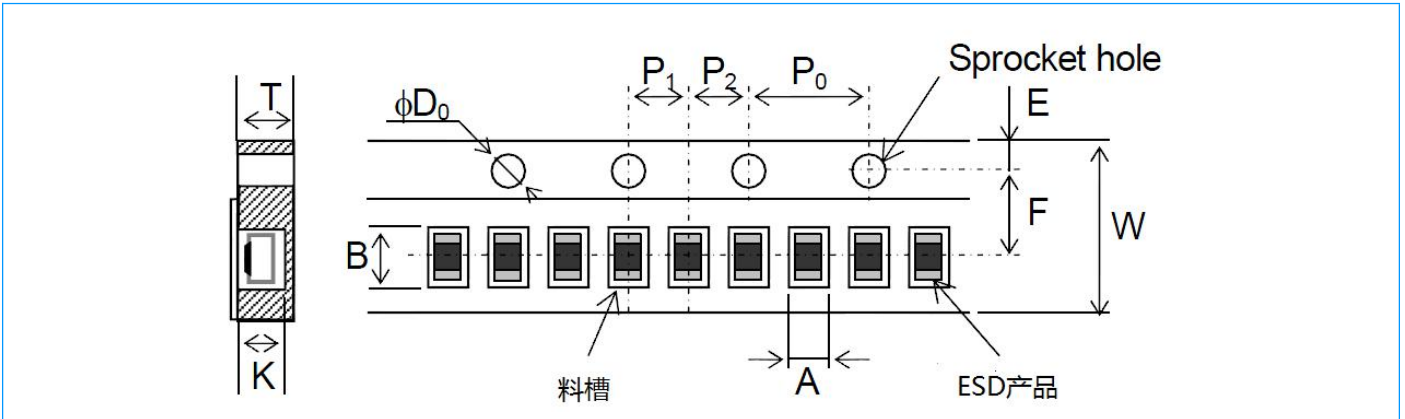 Sprocket hole
P₁
P₂
P₀
E
T
ϕD₀
F
W
B
K
料槽
A
ESD产品